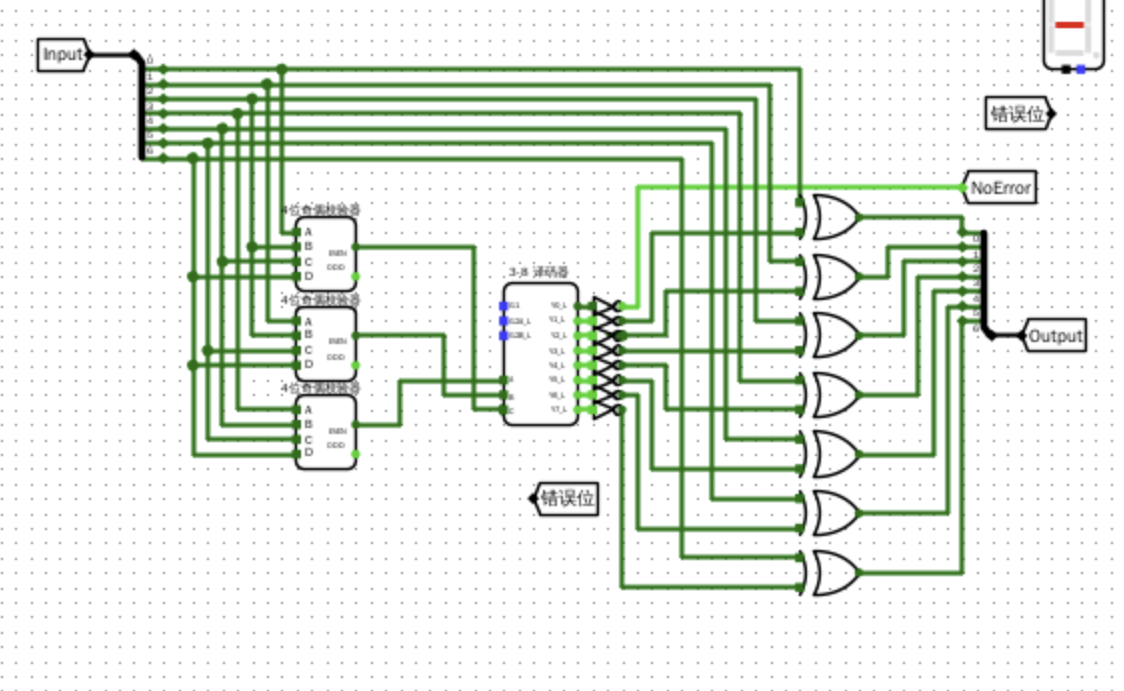 Input
0
1
2
3
4
5
6
错误位
NoError
4位奇偶校验器
A
B
C
D
EVEN
ODD
4位奇偶校验器
A
B
C
D
EVEN
ODD
4位奇偶校验器
A
B
C
D
EVEN
ODD
3-8 译码器
G1
G2A_L
G2B_L
A
B
C
Y0_L
Y1_L
Y2_L
Y3_L
Y4_L
Y5_L
Y6_L
Y7_L
错误位
0
1
2
3
4
5
6
Output